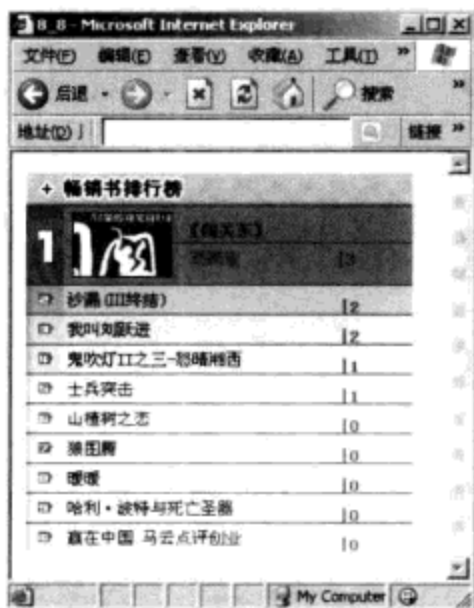 8_8 - Microsoft Internet Explorer
文件(F) 编辑(E) 查看(V) 收藏(A) 工具(T) »
后退 搜索 »
地址(D) 链接 »
+ 畅销书排行榜
1 《闯关东》
3
沙漏(III终结) 2
我叫刘跃进 2
鬼吹灯II之三-怒晴湘西 1
士兵突击 1
山楂树之恋 0
狼图腾 0
暖暖 0
哈利·波特与死亡圣器 0
赢在中国 马云点评创业 0
My Computer